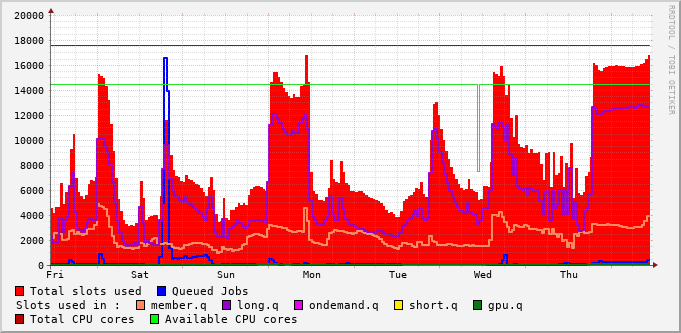 20000
18000
16000
14000
12000
10000
8000
6000
4000
2000
0
Fri Sat Sun Mon Tue Wed Thu
RRDTOOL / TOBI OETIKER
Total slots used Queued Jobs
Slots used in : member.q long.q ondemand.q short.q gpu.q
Total CPU cores Available CPU cores